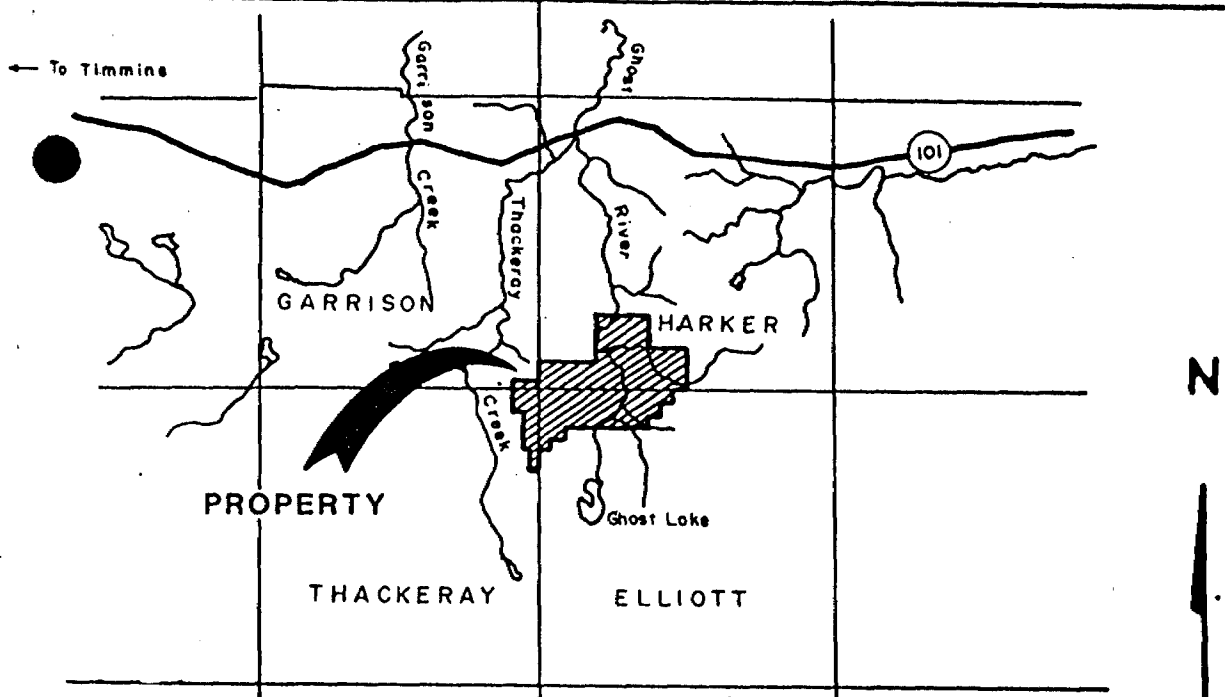 ← To Timmins
Garrison
Creek
Ghost
River
101
Thackeray
Creek
GARRISON
HARKER
N
PROPERTY
Ghost Lake
THACKERAY
ELLIOTT